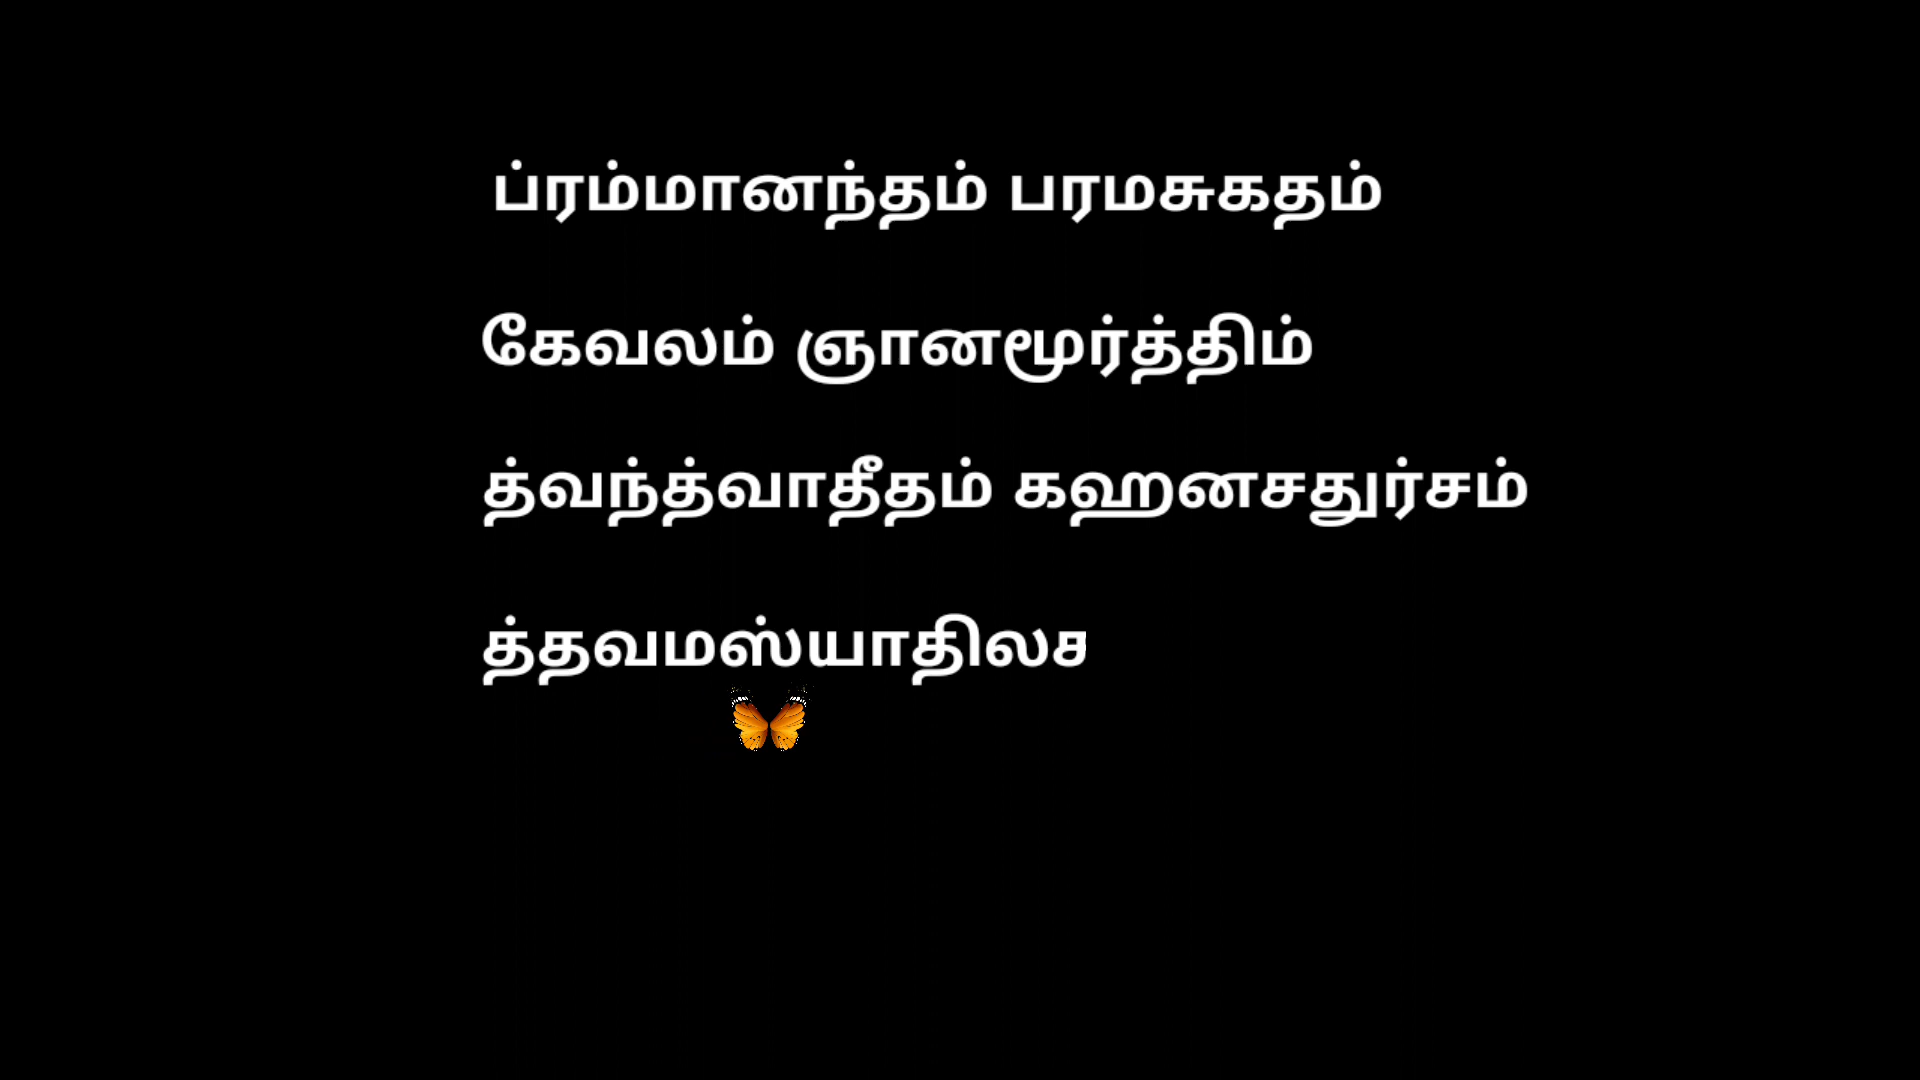 ப்ரம்மானந்தம் பரமசுகதம்
கேவலம் ஞானமூர்த்திம்
த்வந்த்வாதீதம் கஹனசதுர்சம்
த்தவமஸ்யாதிலச